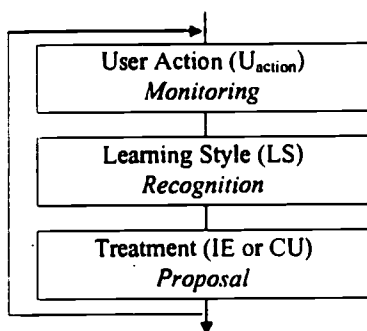 User Action (Uaction)
Monitoring
Learning Style (LS)
Recognition
Treatment (IE or CU)
Proposal